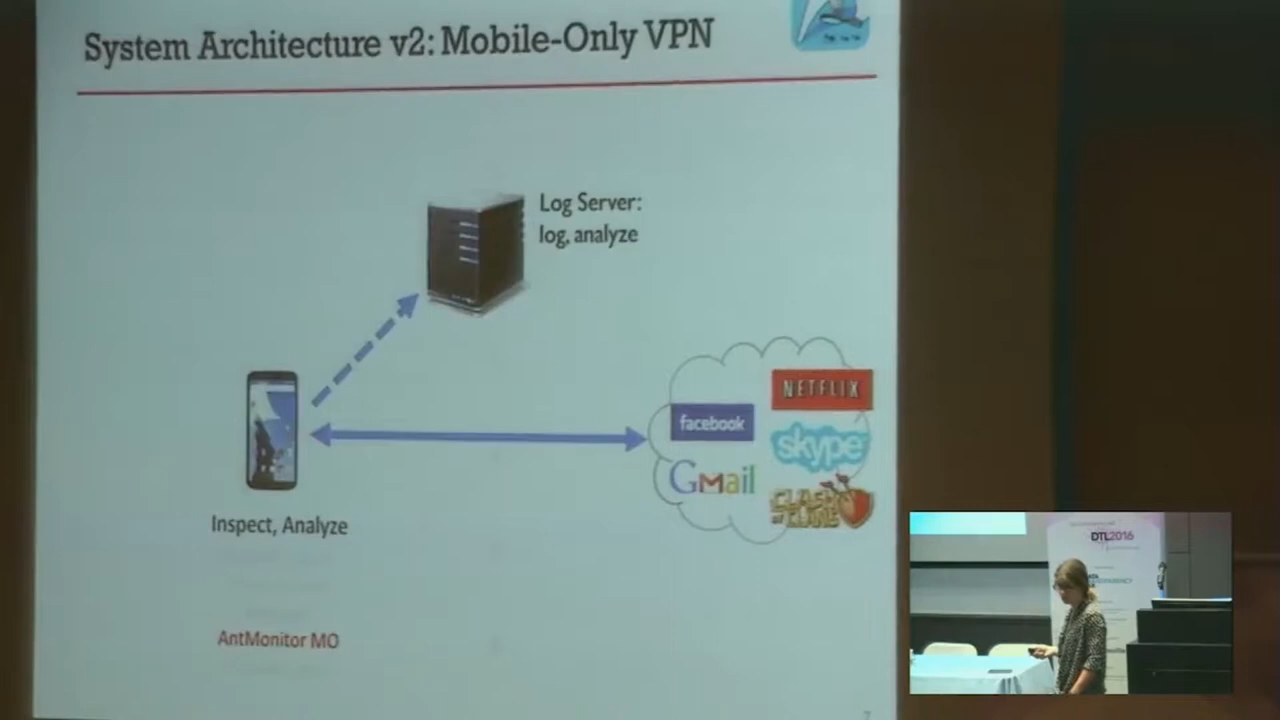 System Architecture v2: Mobile-Only VPN
Log Server:
log, analyze
NETFLIX
facebook
skype
Gmail
CLASH
OF CLANS
Inspect, Analyze
AntMonitor MO
7
DTL2016